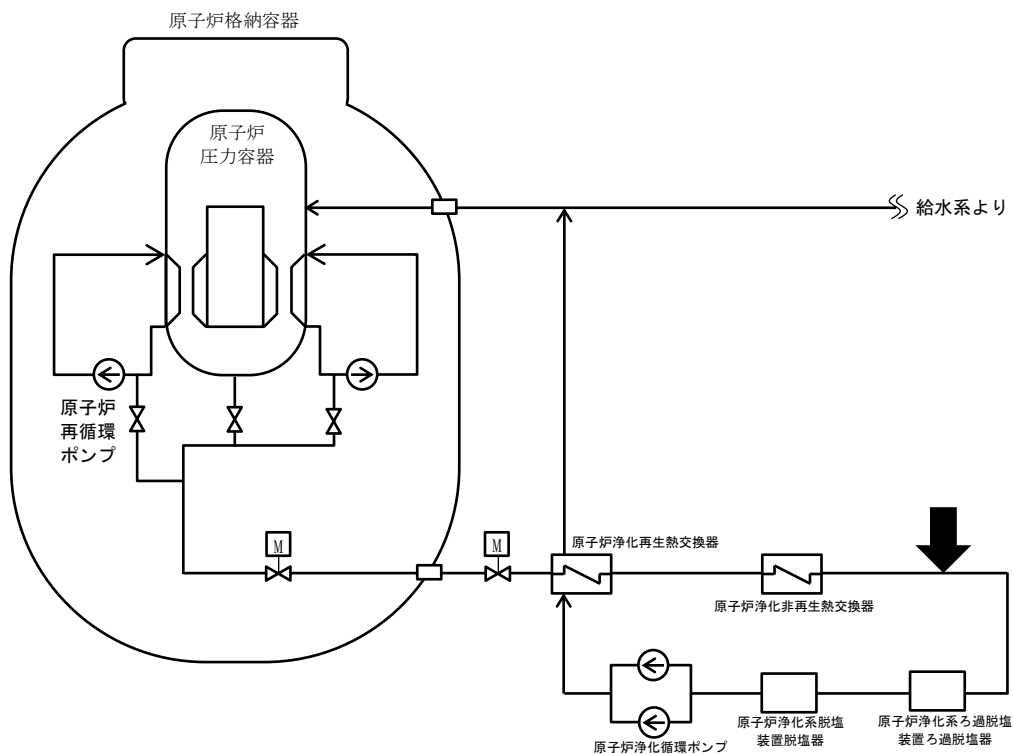 原子炉格納容器
原子炉
圧力容器
給水系より
原子炉
再循環
ポンプ
M
M
原子炉浄化再生熱交換器
原子炉浄化非再生熱交換器
原子炉浄化循環ポンプ
原子炉浄化系脱塩
装置脱塩器
原子炉浄化系ろ過脱塩
装置ろ過脱塩器